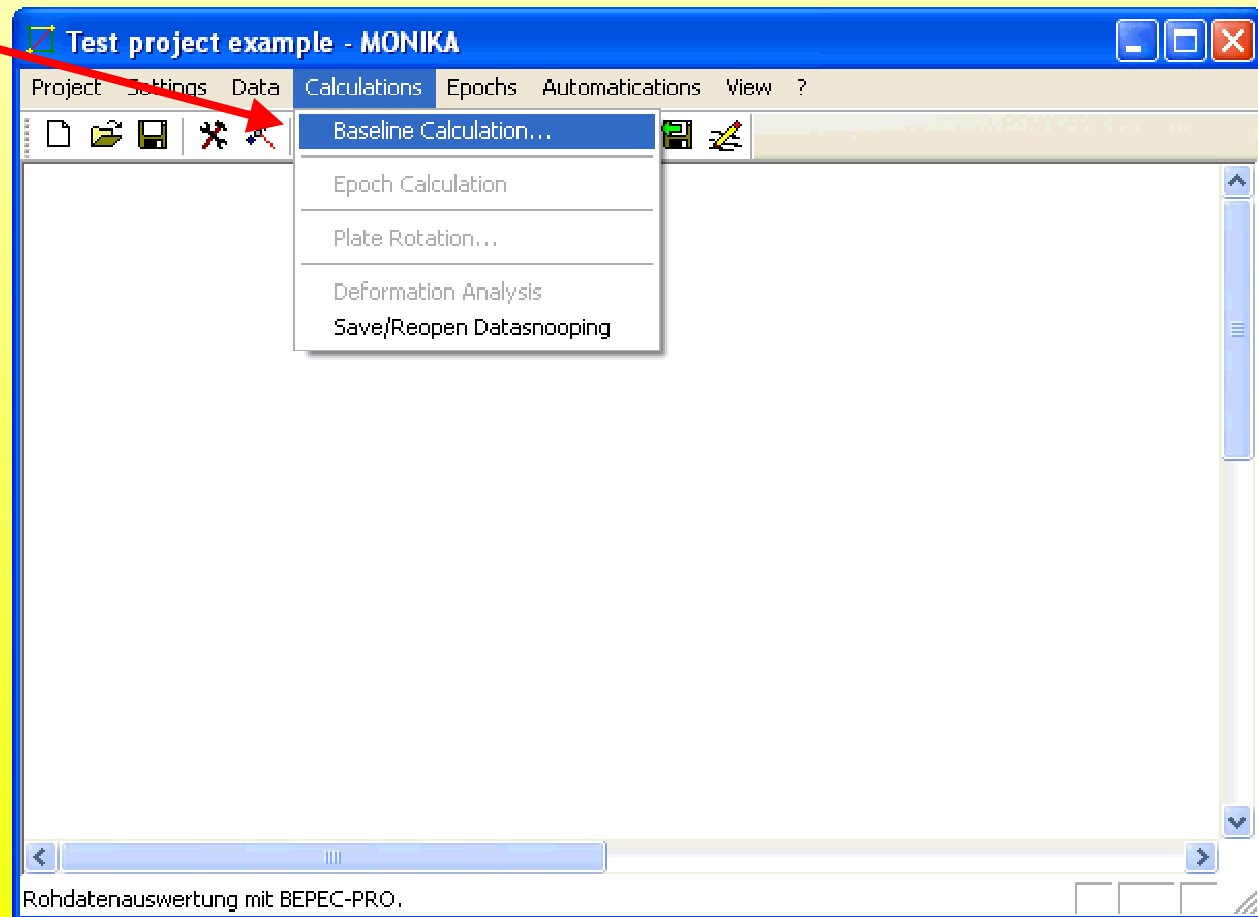 Test project example - MONIKA
Project Settings Data Calculations Epochs Automatications View ?
Baseline Calculation...
Epoch Calculation
Plate Rotation...
Deformation Analysis
Save/Reopen Datasnooping
Rohdatenauswertung mit BEPEC-PRO.